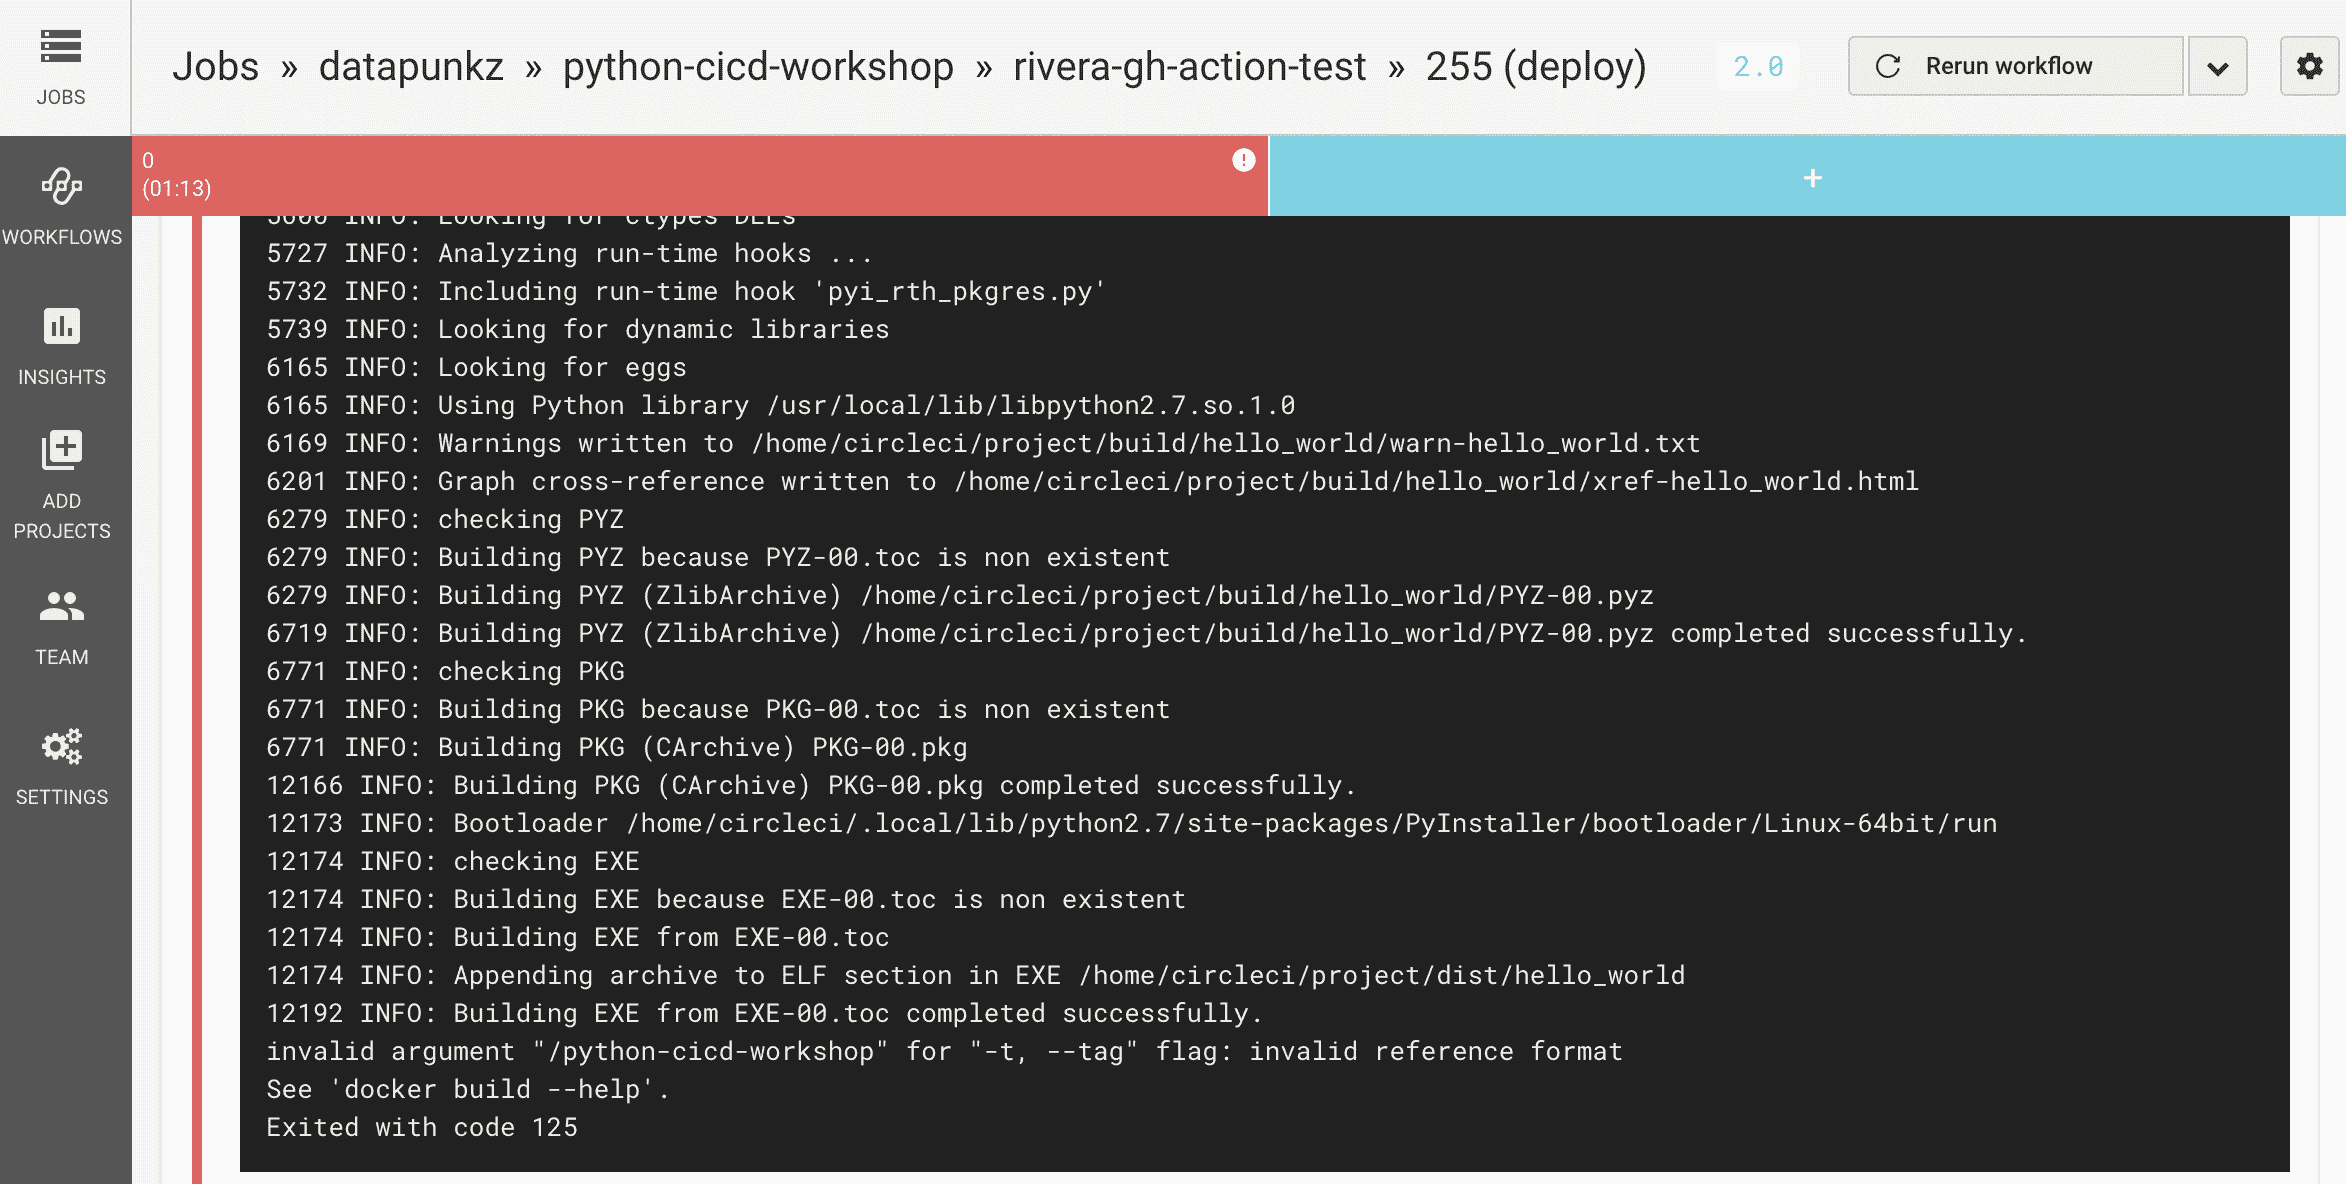 JOBS
Jobs » datapunkz » python-cicd-workshop » rivera-gh-action-test » 255 (deploy)
2.0
Rerun workflow
0
(01:13)
WORKFLOWS
INSIGHTS
ADD
PROJECTS
TEAM
SETTINGS
INFO: Looking for ctypes DLLs
5727 INFO: Analyzing run-time hooks ...
5732 INFO: Including run-time hook 'pyi_rth_pkgres.py'
5739 INFO: Looking for dynamic libraries
6165 INFO: Looking for eggs
6165 INFO: Using Python library /usr/local/lib/libpython2.7.so.1.0
6169 INFO: Warnings written to /home/circleci/project/build/hello_world/warn-hello_world.txt
6201 INFO: Graph cross-reference written to /home/circleci/project/build/hello_world/xref-hello_world.html
6279 INFO: checking PYZ
6279 INFO: Building PYZ because PYZ-00.toc is non existent
6279 INFO: Building PYZ (ZlibArchive) /home/circleci/project/build/hello_world/PYZ-00.pyz
6719 INFO: Building PYZ (ZlibArchive) /home/circleci/project/build/hello_world/PYZ-00.pyz completed successfully.
6771 INFO: checking PKG
6771 INFO: Building PKG because PKG-00.toc is non existent
6771 INFO: Building PKG (CArchive) PKG-00.pkg
12166 INFO: Building PKG (CArchive) PKG-00.pkg completed successfully.
12173 INFO: Bootloader /home/circleci/.local/lib/python2.7/site-packages/PyInstaller/bootloader/Linux-64bit/run
12174 INFO: checking EXE
12174 INFO: Building EXE because EXE-00.toc is non existent
12174 INFO: Building EXE from EXE-00.toc
12174 INFO: Appending archive to ELF section in EXE /home/circleci/project/dist/hello_world
12192 INFO: Building EXE from EXE-00.toc completed successfully.
invalid argument "/python-cicd-workshop" for "-t, --tag" flag: invalid reference format
See 'docker build --help'.
Exited with code 125